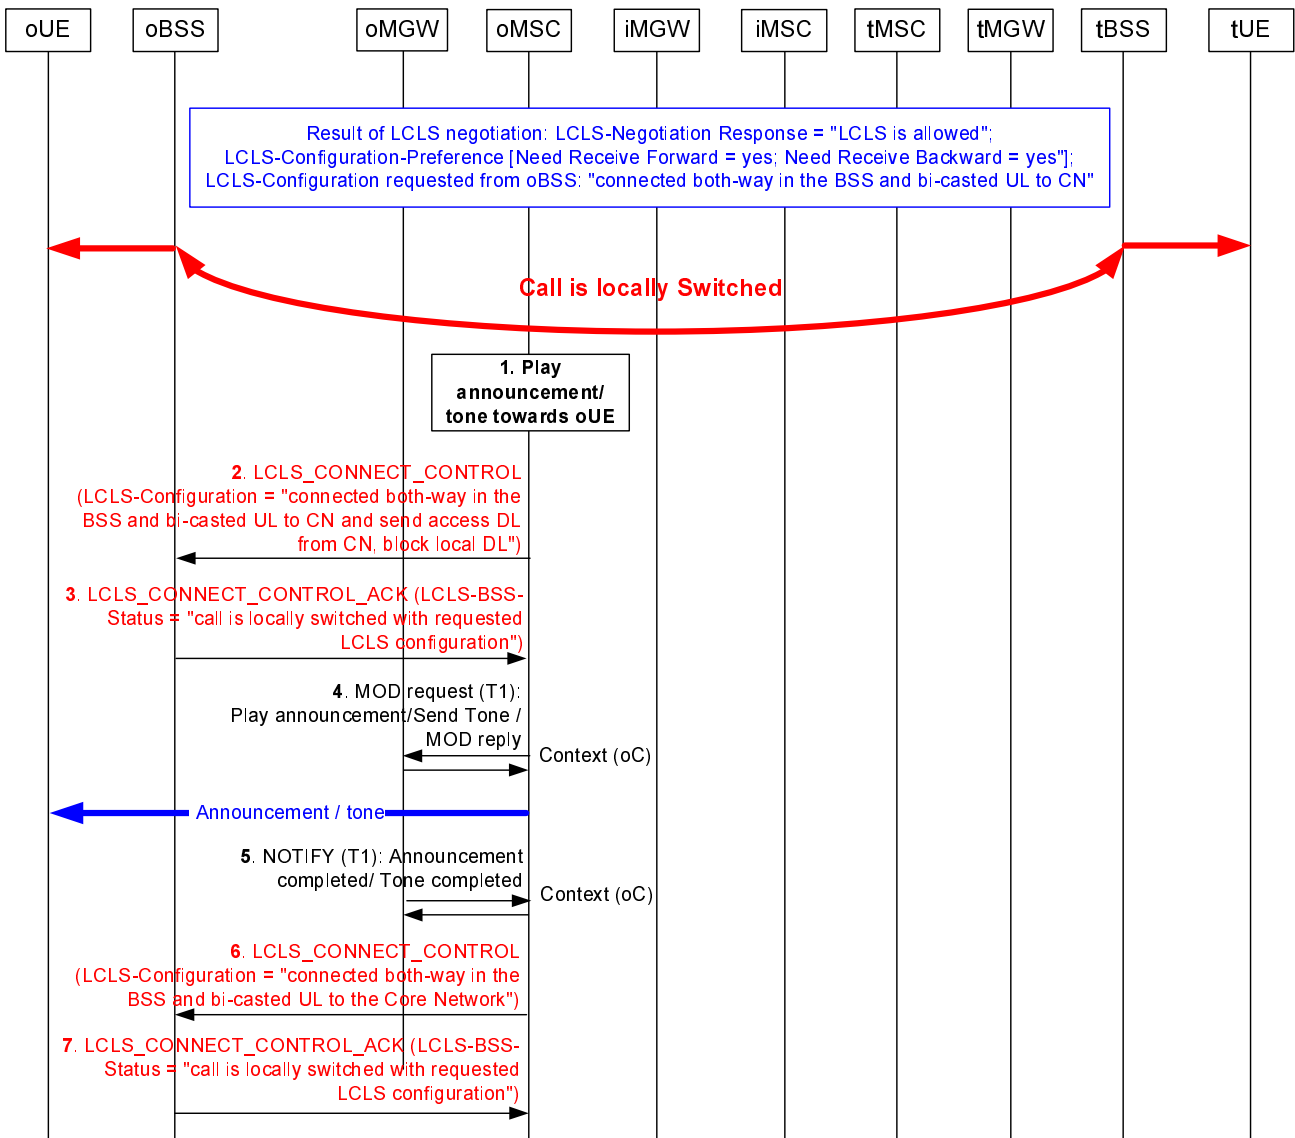 oUE oBSS oMGW oMSC iMGW iMSC tMSC tMGW tBSS tUE
Result of LCLS negotiation: LCLS-Negotiation Response = "LCLS is allowed";
LCLS-Configuration-Preference [Need Receive Forward = yes; Need Receive Backward = yes"];
LCLS-Configuration requested from oBSS: "connected both-way in the BSS and bi-casted UL to CN"
Call is locally Switched
1. Play
announcement/
tone towards oUE
2. LCLS_CONNECT_CONTROL
(LCLS-Configuration = "connected both-way in the
BSS and bi-casted UL to CN and send access DL
from CN, block local DL")
3. LCLS_CONNECT_CONTROL_ACK (LCLS-BSS-
Status = "call is locally switched with requested
LCLS configuration")
4. MOD request (T1):
Play announcement/Send Tone /
MOD reply
Context (oC)
Announcement / tone
5. NOTIFY (T1): Announcement
completed/ Tone completed
Context (oC)
6. LCLS_CONNECT_CONTROL
(LCLS-Configuration = "connected both-way in the
BSS and bi-casted UL to the Core Network")
7. LCLS_CONNECT_CONTROL_ACK (LCLS-BSS-
Status = "call is locally switched with requested
LCLS configuration")